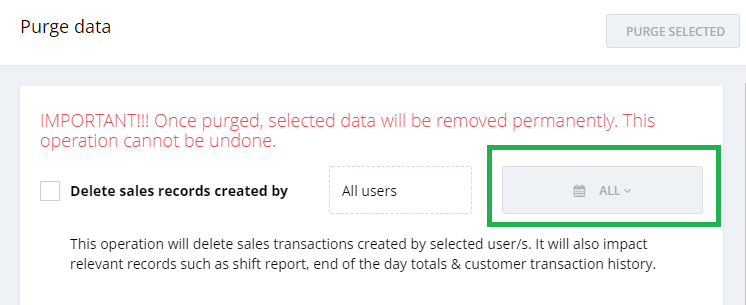 Purge data
PURGE SELECTED
IMPORTANT!!! Once purged, selected data will be removed permanently. This
operation cannot be undone.
Delete sales records created by
All users
ALL
This operation will delete sales transactions created by selected user/s. It will also impact
relevant records such as shift report, end of the day totals & customer transaction history.